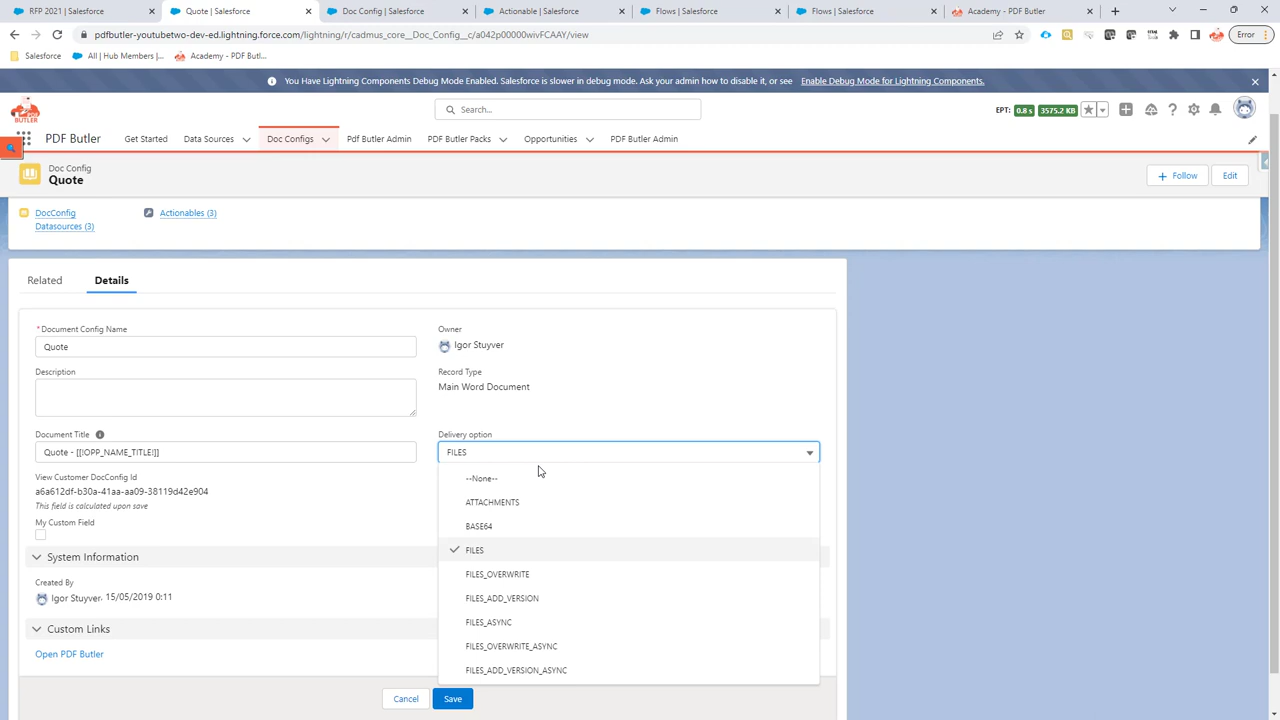 RFP 2021 | Salesforce
Quote | Salesforce
Doc Config | Salesforce
Actionable | Salesforce
Flows | Salesforce
Flows | Salesforce
Academy - PDF Butler
pdfbutler-youtubetwo-dev-ed.lightning.force.com/lightning/r/cadmus_core__Doc_Config__c/a042p00000wivFCAAY/view
Error
Salesforce
All | Hub Members |...
Academy - PDF Butl...
You Have Lightning Components Debug Mode Enabled. Salesforce is slower in debug mode. Ask your admin how to disable it, or see Enable Debug Mode for Lightning Components.
PDF BUTLER
Search...
EPT: 0.8 s 3575.2 KB
PDF Butler
Get Started
Data Sources
Doc Configs
Pdf Butler Admin
PDF Butler Packs
Opportunities
PDF Butler Admin
Doc Config
Quote
Follow
Edit
DocConfig
Datasources (3)
Actionables (3)
Related
Details
*Document Config Name
Quote
Owner
Igor Stuyver
Description
Record Type
Main Word Document
Document Title
Quote - [[!OPP_NAME_TITLE!]]
Delivery option
FILES
--None--
ATTACHMENTS
BASE64
FILES
FILES_OVERWRITE
FILES_ADD_VERSION
FILES_ASYNC
FILES_OVERWRITE_ASYNC
FILES_ADD_VERSION_ASYNC
View Customer DocConfig Id
a6a612df-b30a-41aa-aa09-38119d42e904
This field is calculated upon save
My Custom Field
System Information
Created By
Igor Stuyver, 15/05/2019 0:11
Custom Links
Open PDF Butler
Cancel
Save